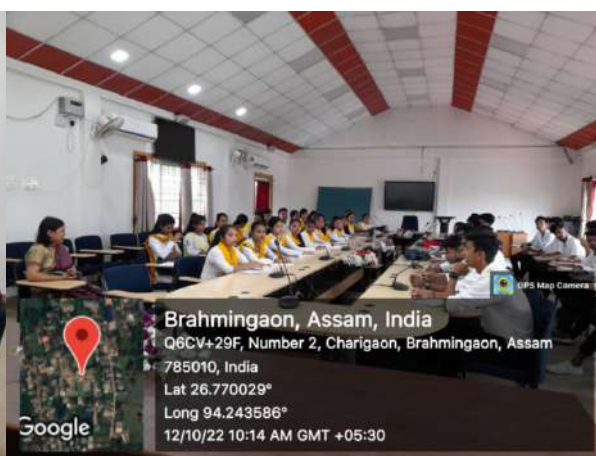 GPS Map Camera
Brahmingaon, Assam, India
Q6CV+29F, Number 2, Charigaon, Brahmingaon, Assam
785010, India
Lat 26.770029°
Long 94.243586°
12/10/22 10:14 AM GMT +05:30
Google